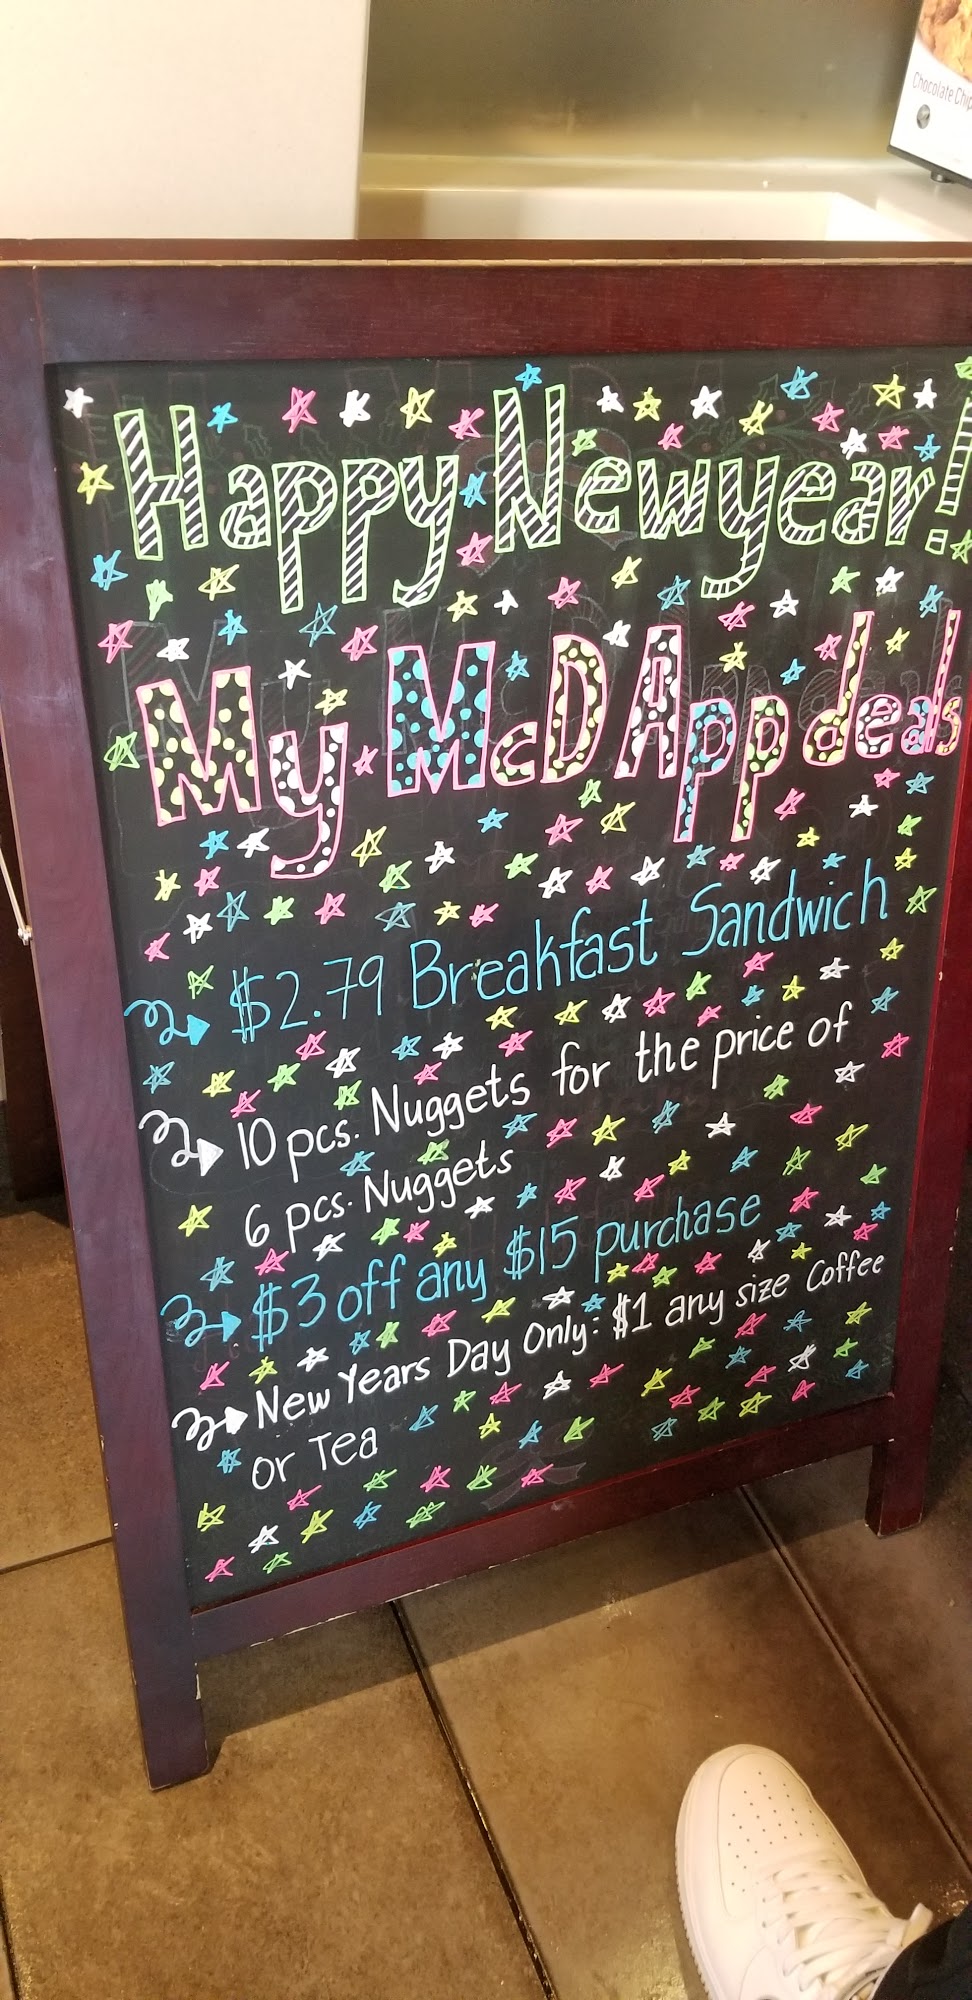 Chocolate Chip
Happy Newyear!
My McDApp deals
$2.79 Breakfast Sandwich
10 pcs. Nuggets for the price of
6 pcs. Nuggets
$3 off any $15 purchase
New Years Day Only: $1 any size Coffee
or Tea